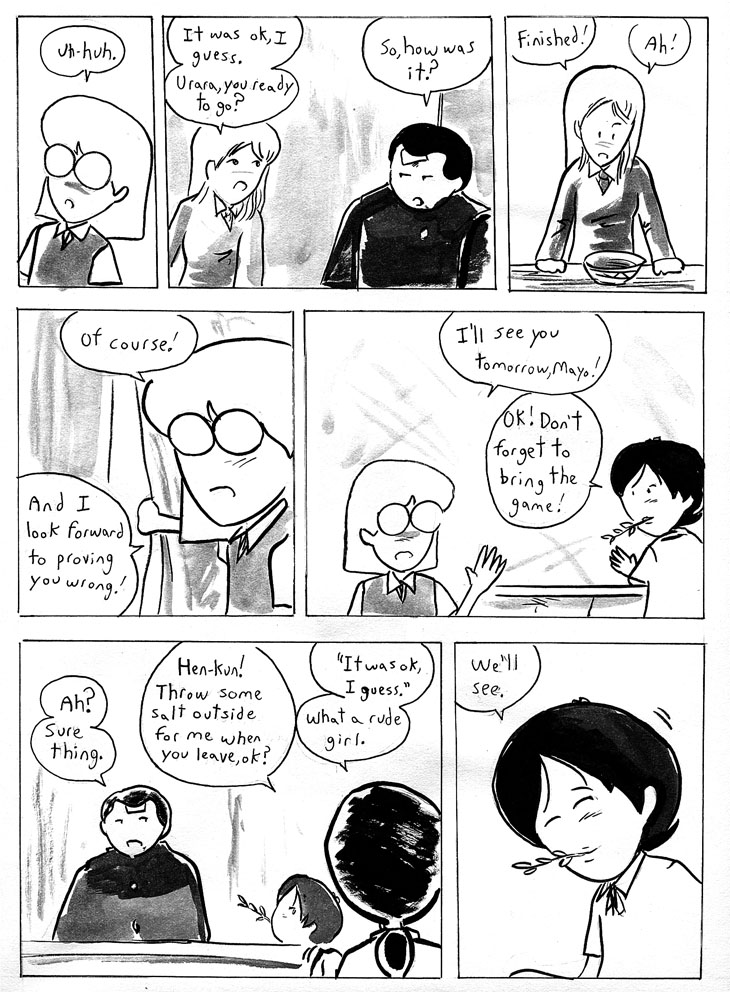 Ah!
Finished!
So, how was
it?
It was ok, I
guess.
Urara, you ready
to go?
Uh-huh.
I'll see you
tomorrow, Mayo!
OK! Don't
forget to
bring the
game!
Of course!
And I
look forward
to proving
you wrong!
We'll
see.
"It was ok,
I guess."
What a rude
girl.
Hen-kun!
Throw some
salt outside
for me when
you leave, ok?
Ah?
Sure
thing.